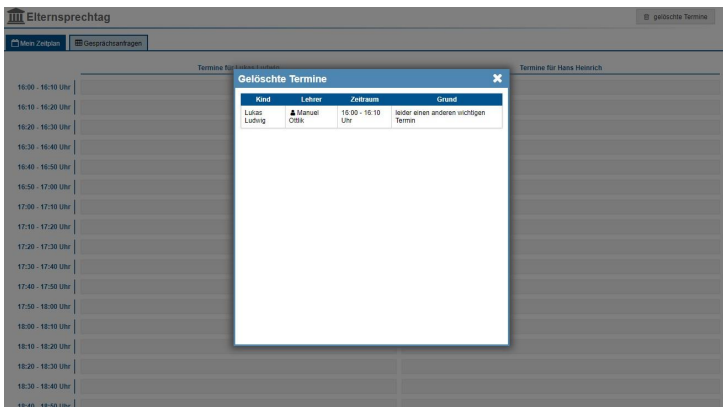 Elternsprechtag
gelöschte Termine
Mein Zeitplan
Gesprächsanfragen
Termine für Lukas Ludwig
Termine für Hans Heinrich
Gelöschte Termine
Kind Lehrer Zeitraum Grund
Lukas Manuel 16:00 - 16:10 leider einen anderen wichtigen
Ludwig Ottlik Uhr Termin
16:00 - 16:10 Uhr
16:10 - 16:20 Uhr
16:20 - 16:30 Uhr
16:30 - 16:40 Uhr
16:40 - 16:50 Uhr
16:50 - 17:00 Uhr
17:00 - 17:10 Uhr
17:10 - 17:20 Uhr
17:20 - 17:30 Uhr
17:30 - 17:40 Uhr
17:40 - 17:50 Uhr
17:50 - 18:00 Uhr
18:00 - 18:10 Uhr
18:10 - 18:20 Uhr
18:20 - 18:30 Uhr
18:30 - 18:40 Uhr
18:40 - 18:50 Uhr